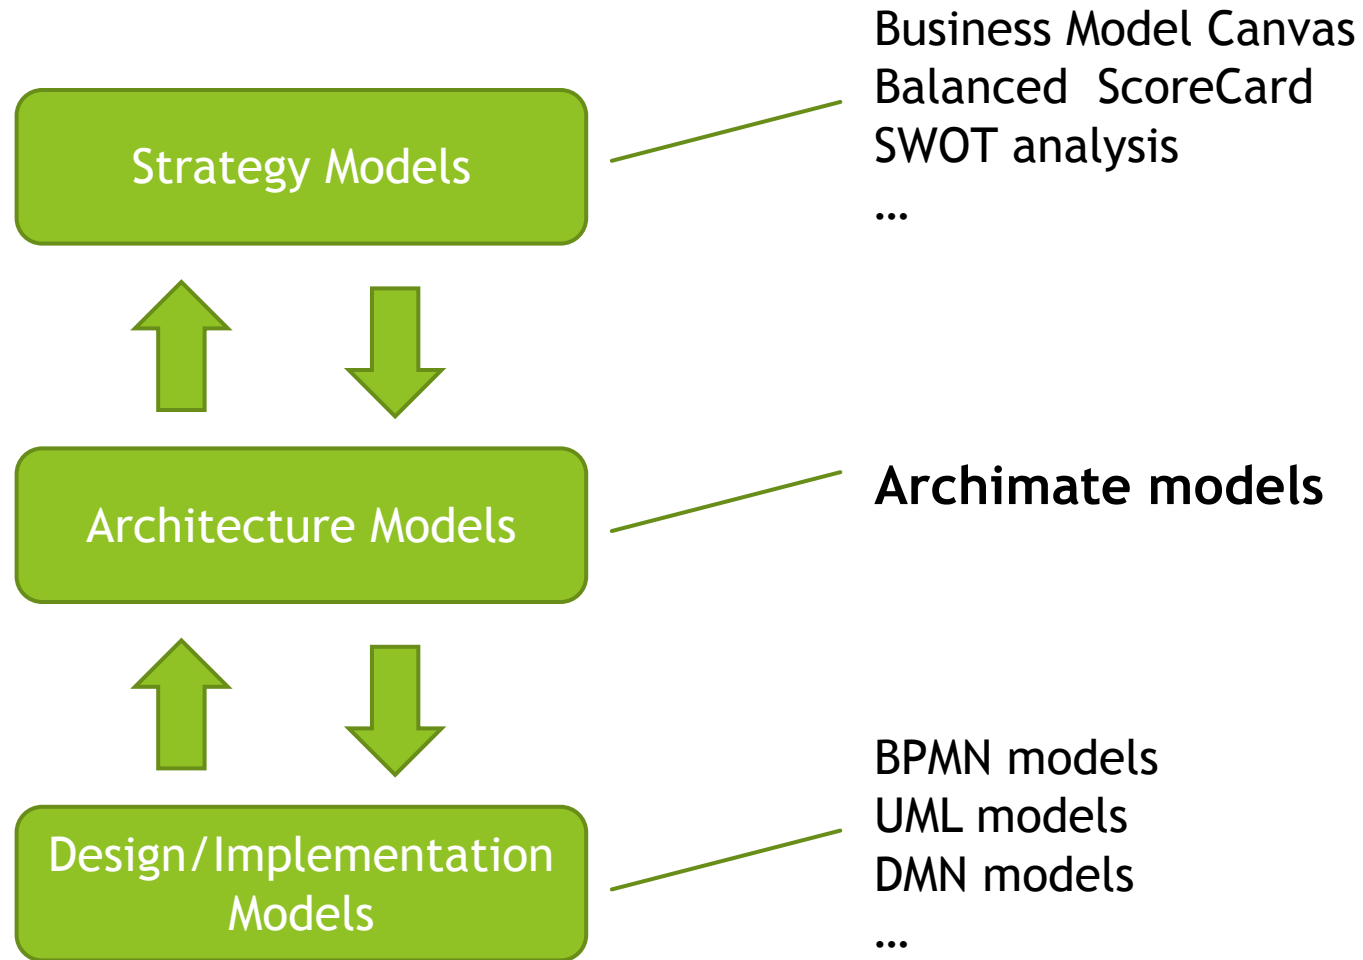 Business Model Canvas
Balanced ScoreCard
SWOT analysis
...
Strategy Models
Archimate models
Architecture Models
BPMN models
UML models
DMN models
...
Design/Implementation
Models